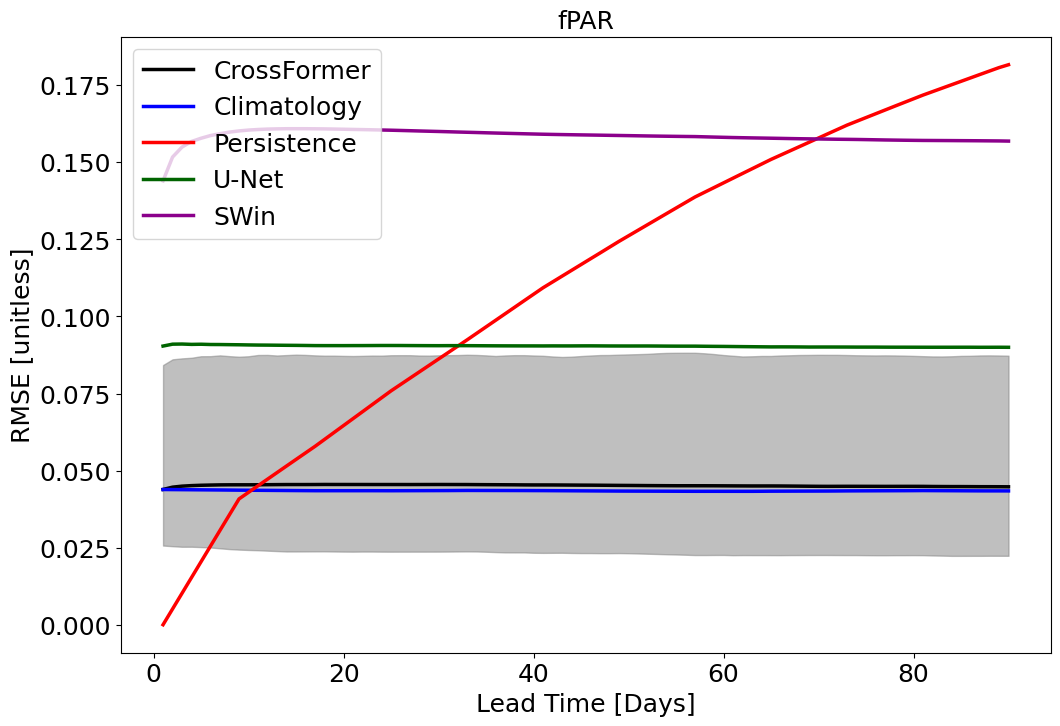 fPAR
CrossFormer
Climatology
Persistence
U-Net
SWin
0.175
0.150
0.125
0.100
0.075
0.050
0.025
0.000
RMSE [unitless]
0 20 40 60 80
Lead Time [Days]